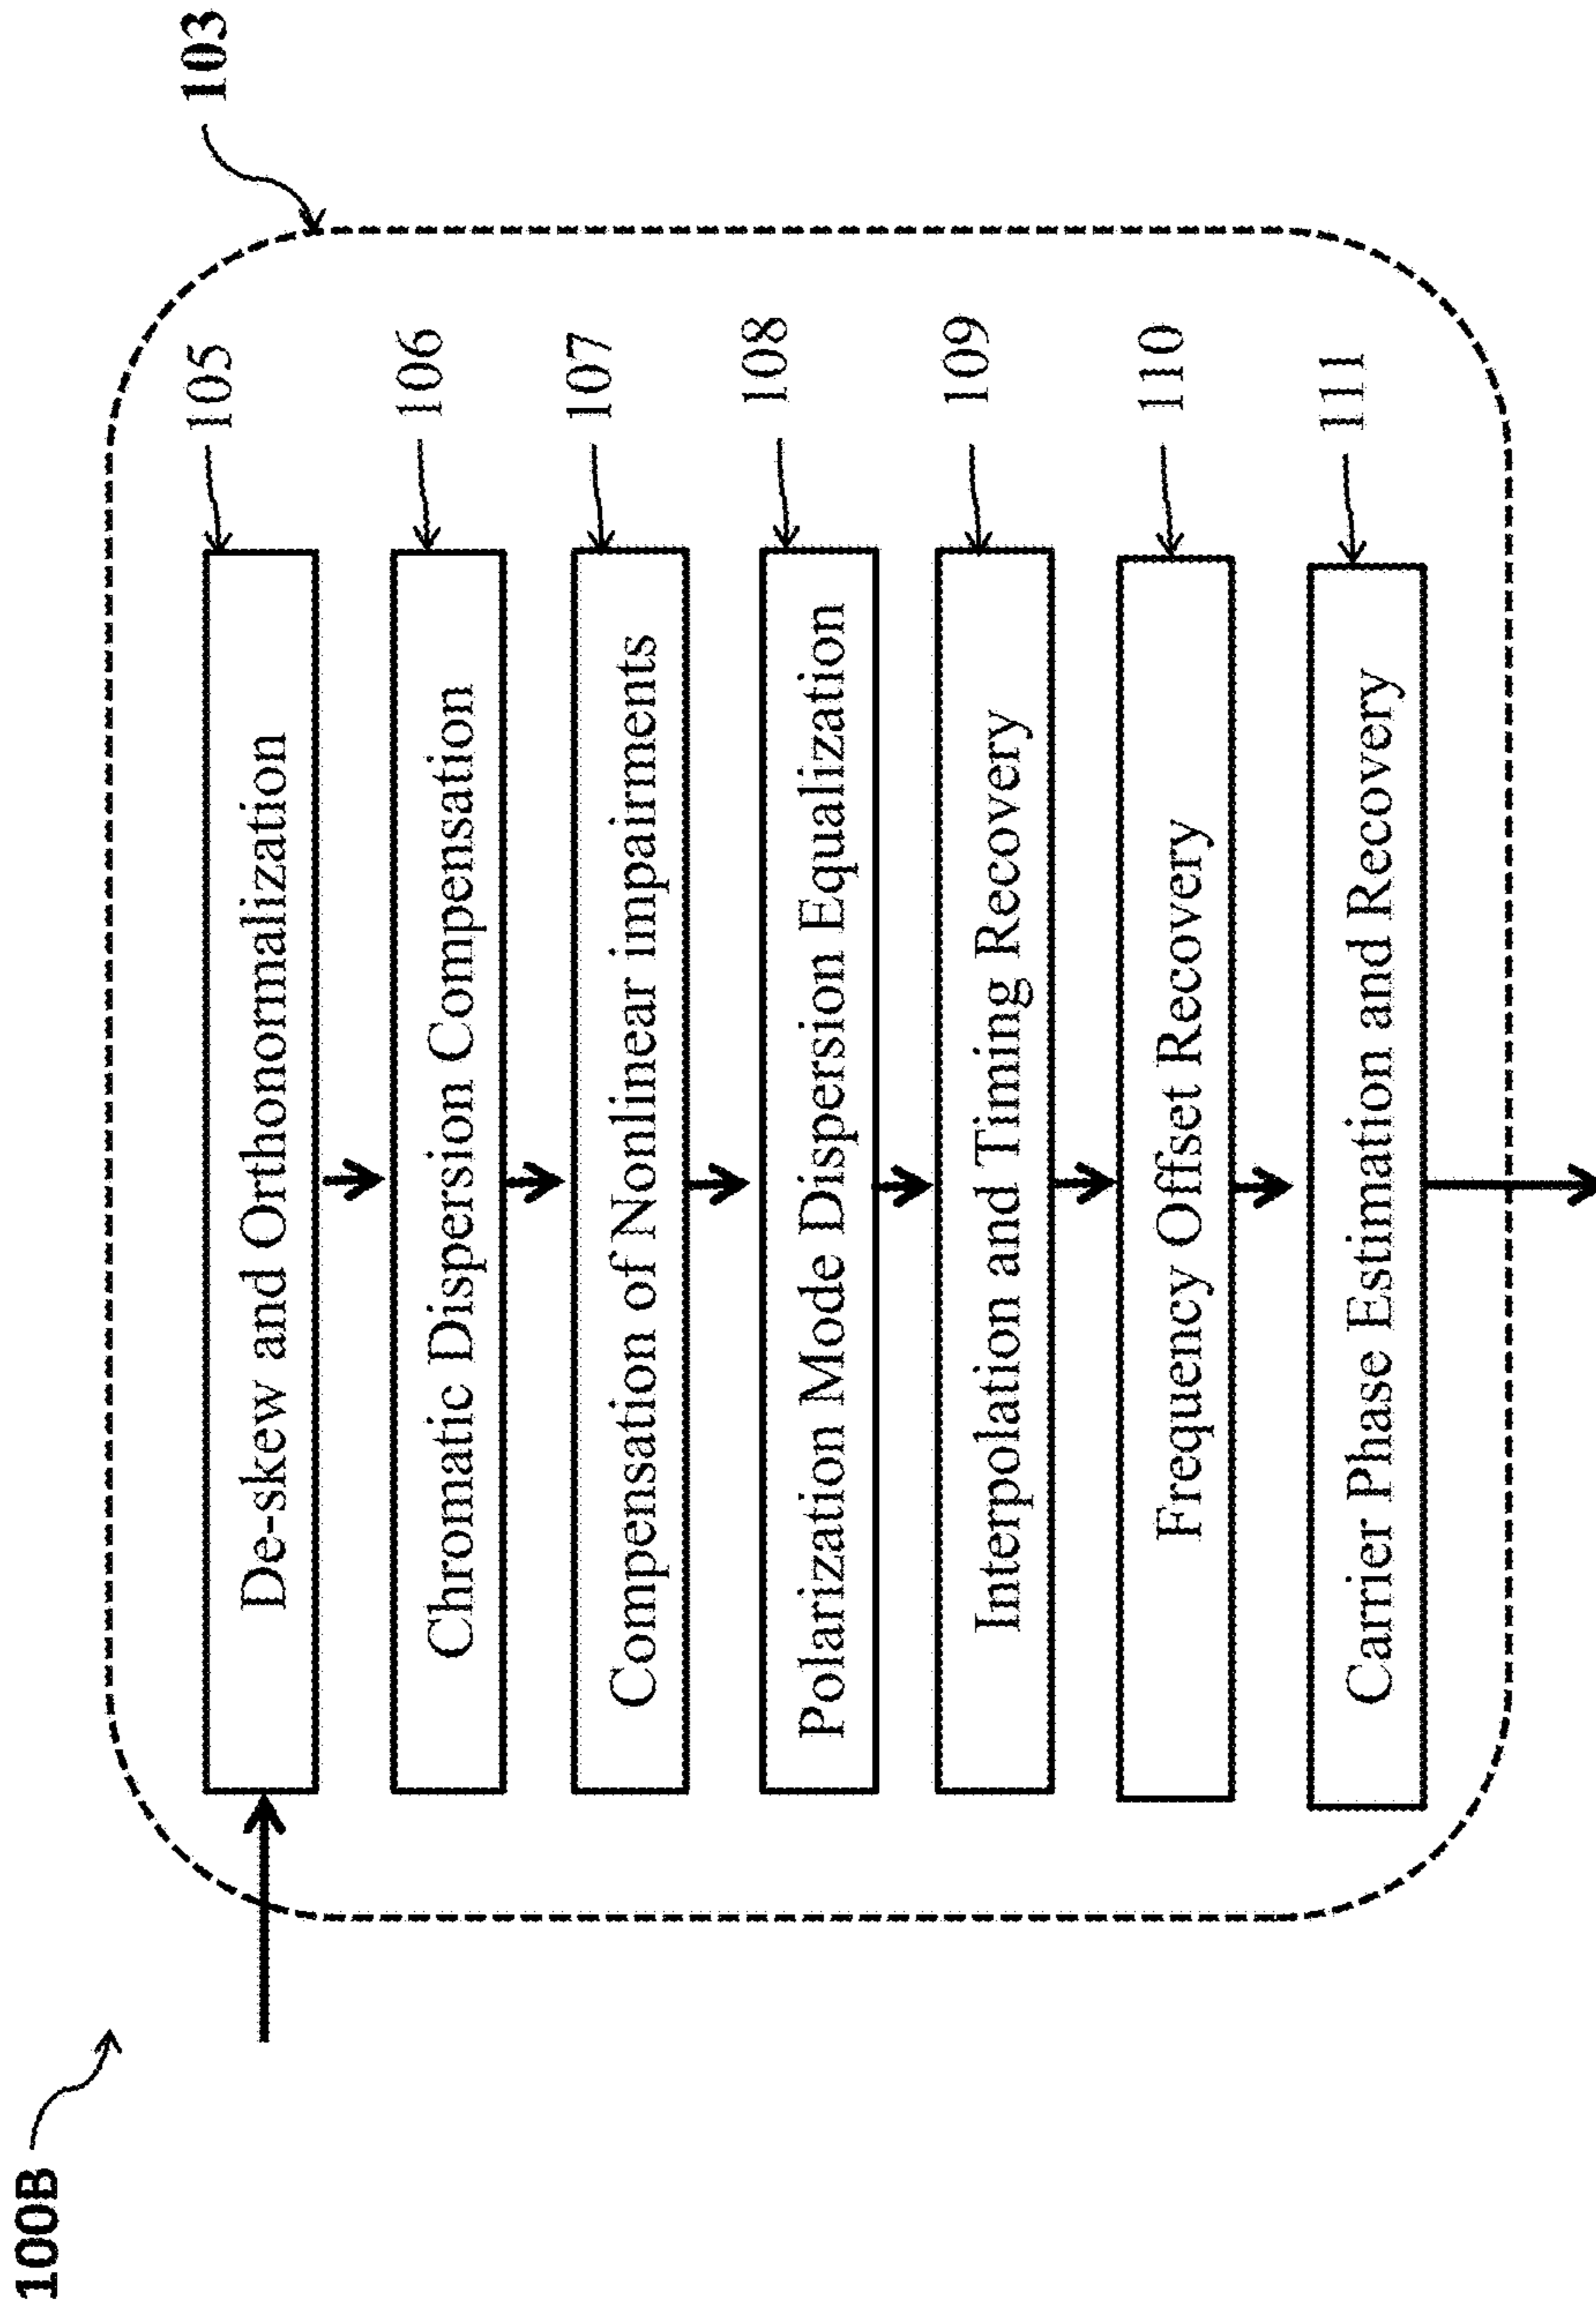 100B
103
De-skew and Orthonormalization
105
Chromatic Dispersion Compensation
106
Compensation of Nonlinear impairments
107
Polarization Mode Dispersion Equalization
108
Interpolation and Timing Recovery
109
Frequency Offset Recovery
110
Carrier Phase Estimation and Recovery
111